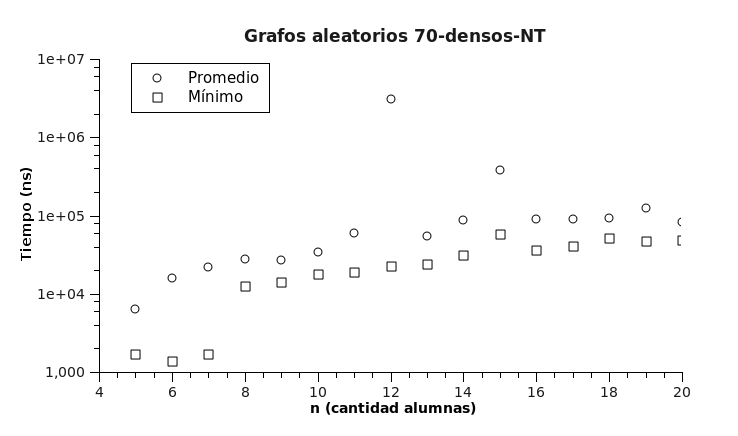 Grafos aleatorios 70-densos-NT
1e+07
1e+06
1e+05
1e+04
1,000
Promedio
Mínimo
Tiempo (ns)
4 6 8 10 12 14 16 18 20
n (cantidad alumnas)